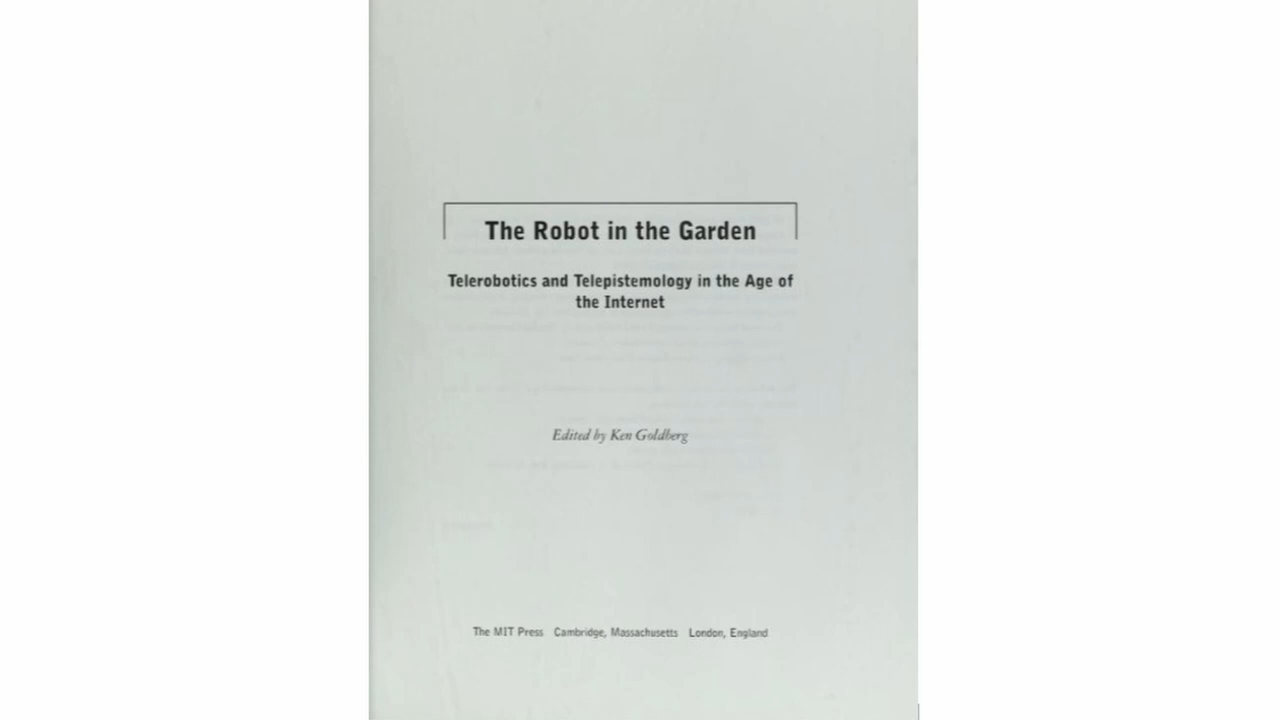 The Robot in the Garden
Telerobotics and Telepistemology in the Age of
the Internet
Edited by Ken Goldberg
The MIT Press Cambridge, Massachusetts London, England